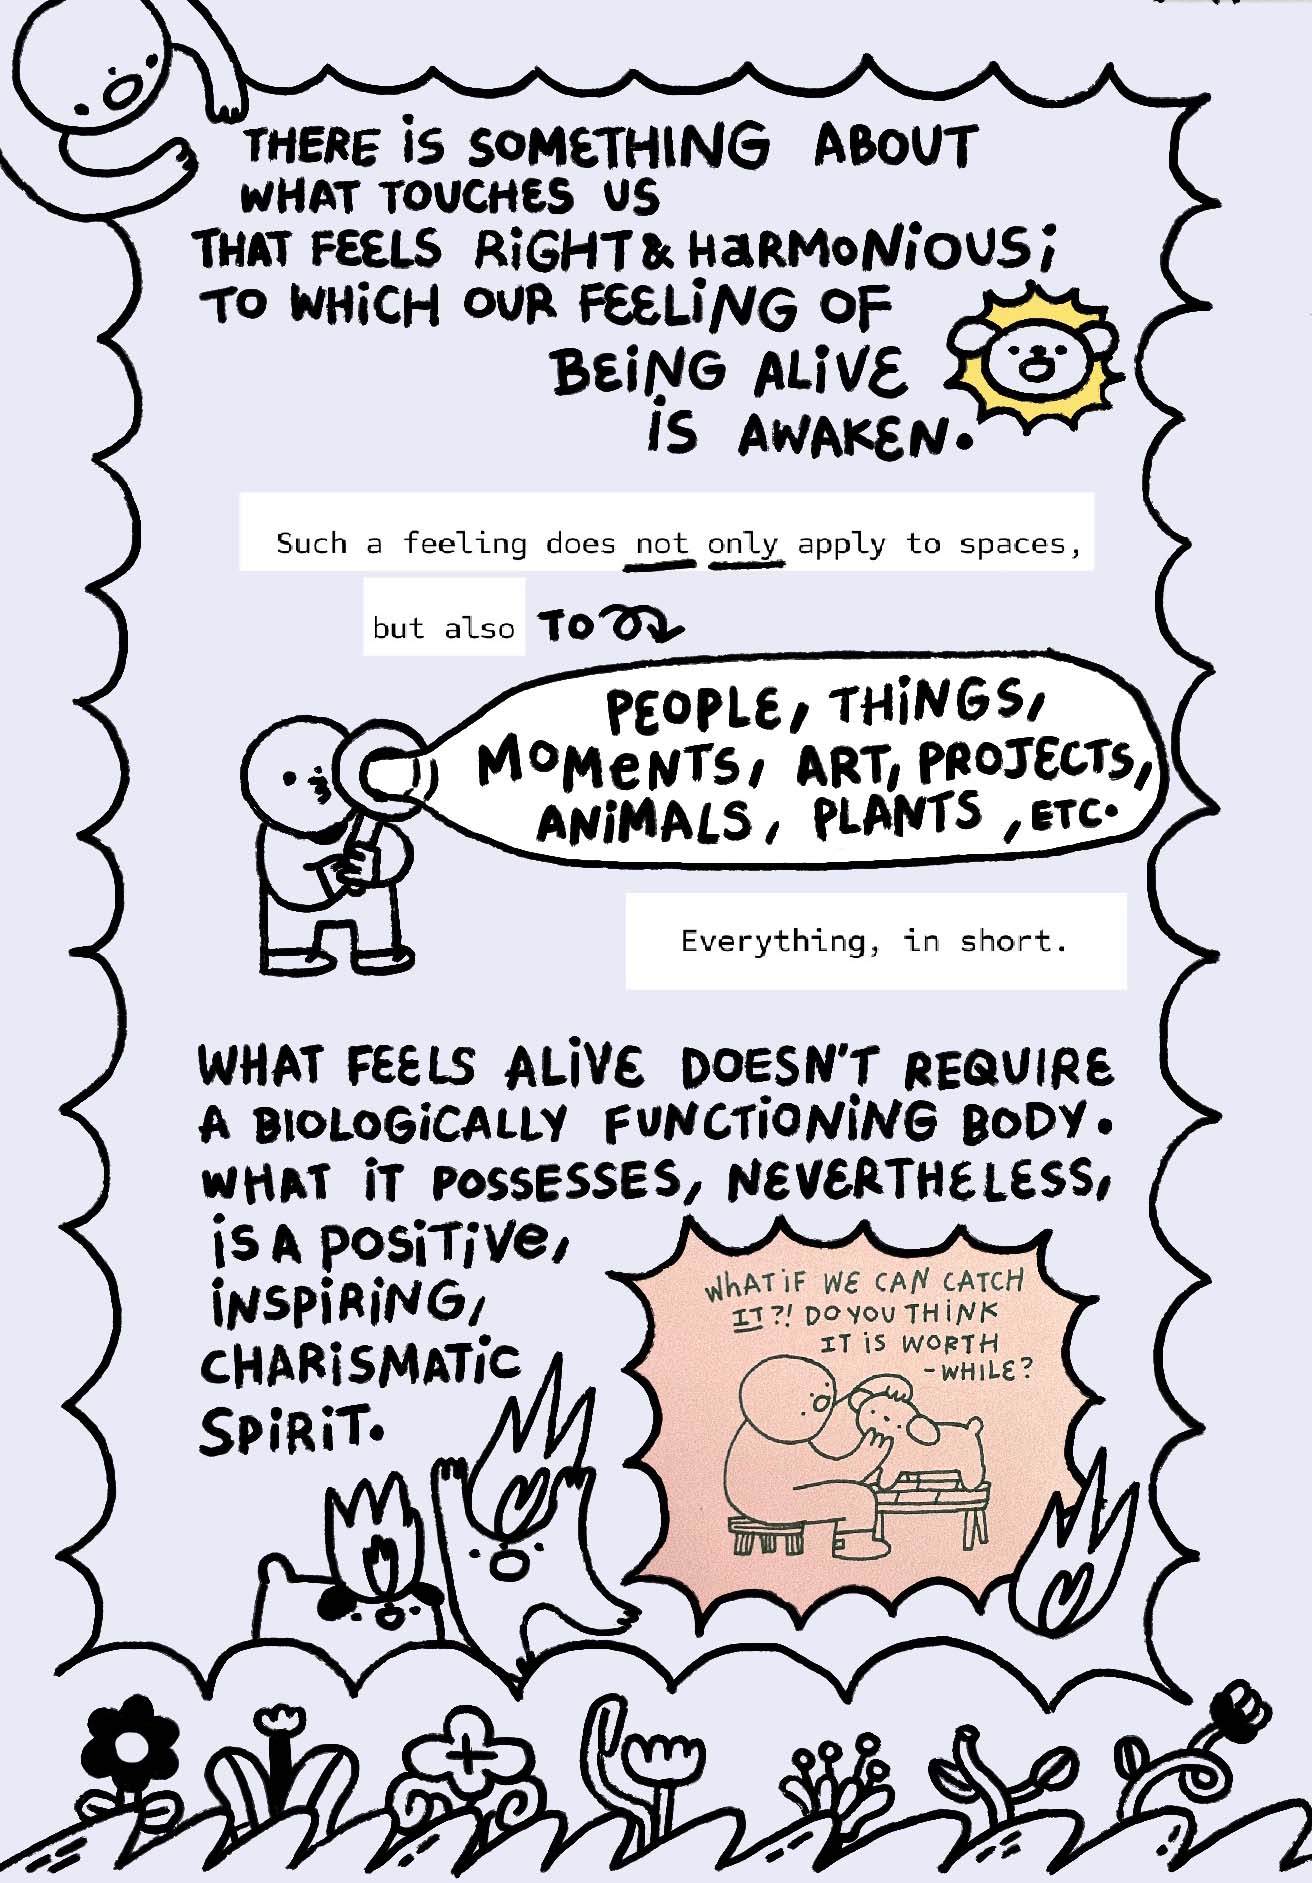 THERE IS SOMETHING ABOUT
WHAT TOUCHES US
THAT FEELS RIGHT & HARMONIOUS;
TO WHICH OUR FEELING OF
BEING ALIVE
IS AWAKEN.
Such a feeling does not only apply to spaces,
but also TO
PEOPLE, THINGS,
MOMENTS, ART, PROJECTS,
ANIMALS, PLANTS, ETC.
Everything, in short.
WHAT FEELS ALIVE DOESN'T REQUIRE
A BIOLOGICALLY FUNCTIONING BODY.
WHAT IT POSSESSES, NEVERTHELESS,
IS A POSITIVE,
INSPIRING,
CHARISMATIC
SPIRIT.
WHAT IF WE CAN CATCH
IT?! DO YOU THINK
IT IS WORTH
-WHILE?